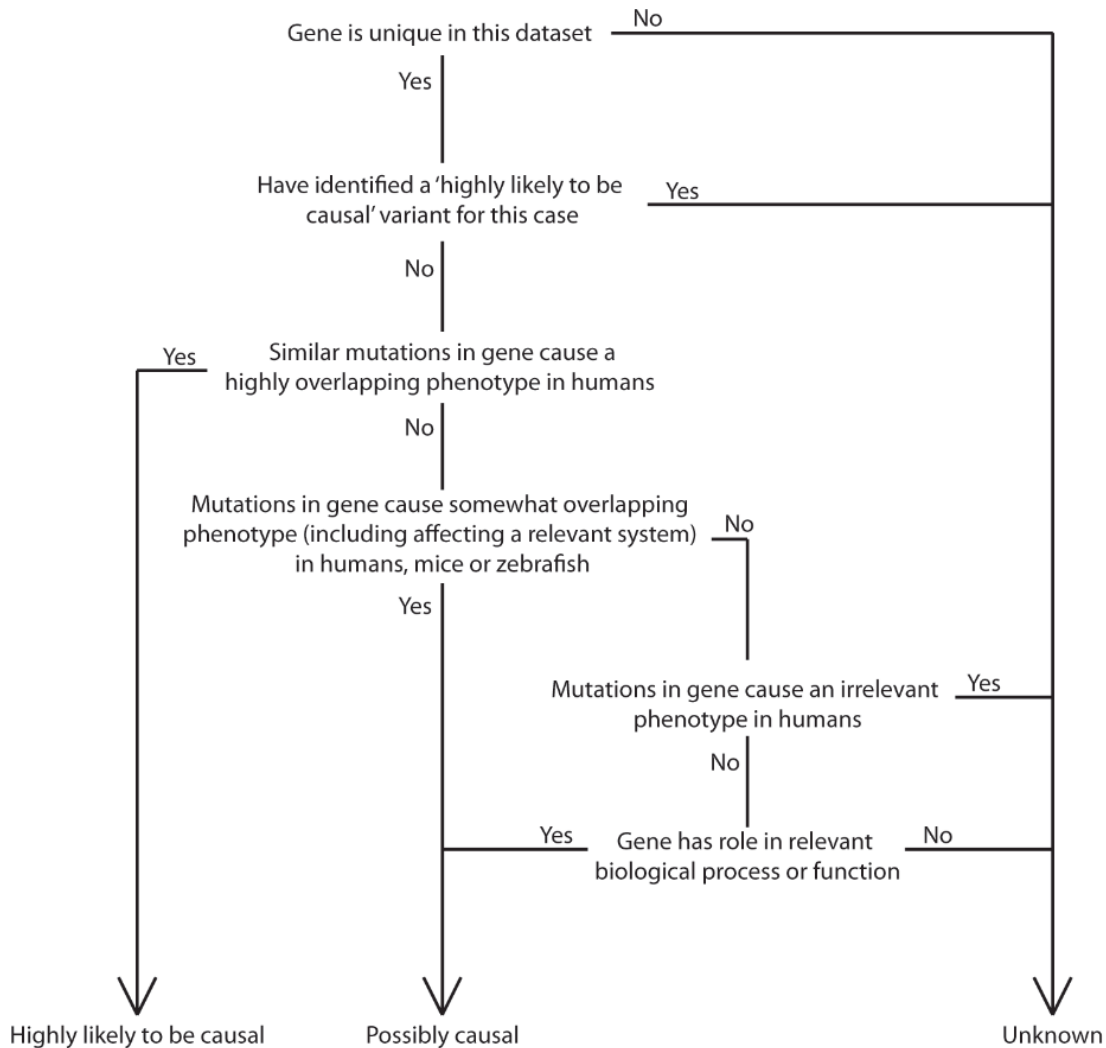 Gene is unique in this dataset
No
Yes
Have identified a ‘highly likely to be
causal’ variant for this case
Yes
No
Yes
Similar mutations in gene cause a
highly overlapping phenotype in humans
No
Mutations in gene cause somewhat overlapping
phenotype (including affecting a relevant system)
in humans, mice or zebrafish
No
Yes
Mutations in gene cause an irrelevant
phenotype in humans
Yes
No
Yes
Gene has role in relevant
biological process or function
No
Highly likely to be causal
Possibly causal
Unknown